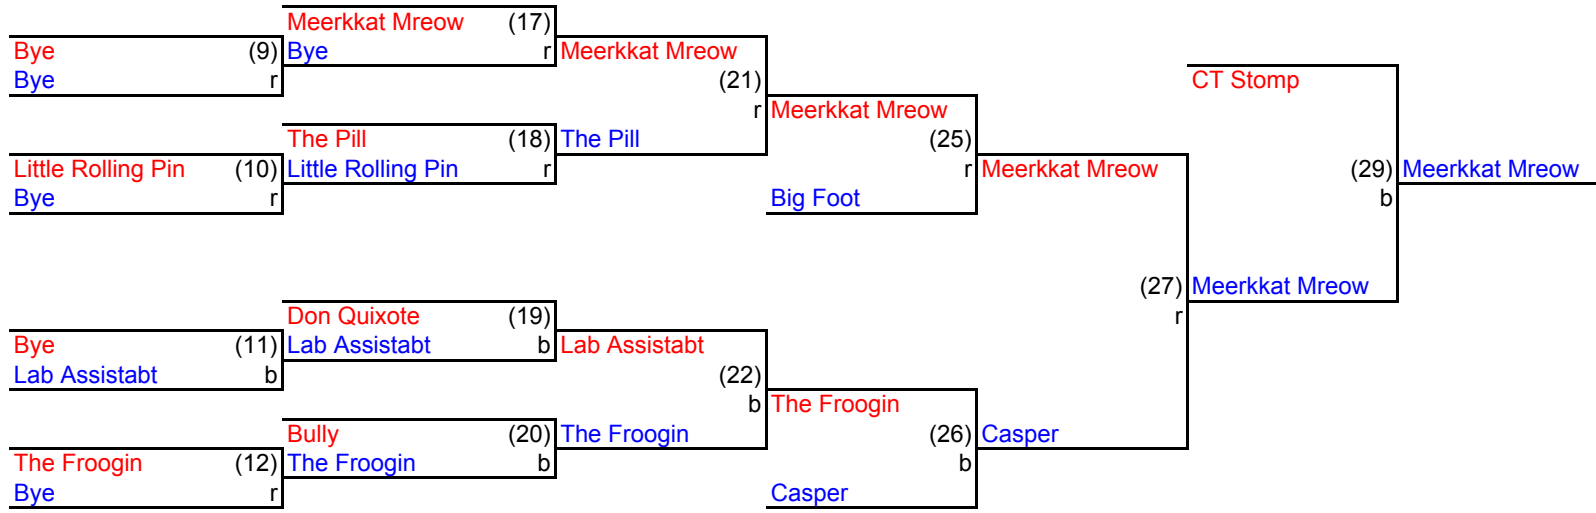 Meerkkat Mreow (17)
Bye (9) Bye r Meerkkat Mreow
Bye r (21) CT Stomp
r Meerkkat Mreow
The Pill (18) The Pill (25)
Little Rolling Pin (10) Little Rolling Pin r r Meerkkat Mreow (29) Meerkkat Mreow
Bye r Big Foot b
(27) Meerkkat Mreow
Don Quixote (19) r
Bye (11) Lab Assistabt b Lab Assistabt
Lab Assistabt b (22)
b The Froogin
Bully (20) The Froogin (26) Casper
The Froogin (12) The Froogin b b
Bye r Casper